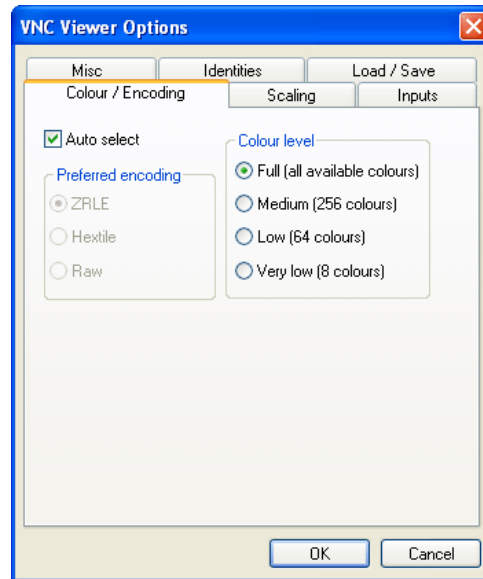 VNC Viewer Options
Misc Identities Load / Save
Colour / Encoding Scaling Inputs
Auto select
Preferred encoding
ZRLE
Hextile
Raw
Colour level
Full (all available colours)
Medium (256 colours)
Low (64 colours)
Very low (8 colours)
OK Cancel